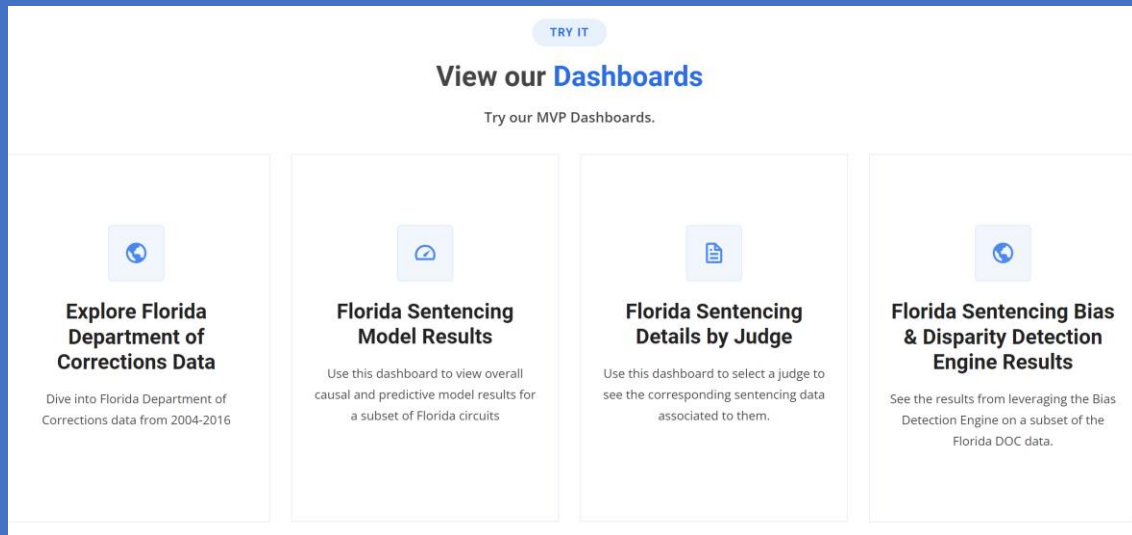 TRY IT
View our Dashboards
Try our MVP Dashboards.
Explore Florida
Department of
Corrections Data
Dive into Florida Department of
Corrections data from 2004-2016
Florida Sentencing
Model Results
Use this dashboard to view overall
causal and predictive model results for
a subset of Florida circuits
Florida Sentencing
Details by Judge
Use this dashboard to select a judge to
see the corresponding sentencing data
associated to them.
Florida Sentencing Bias
& Disparity Detection
Engine Results
See the results from leveraging the Bias
Detection Engine on a subset of the
Florida DOC data.